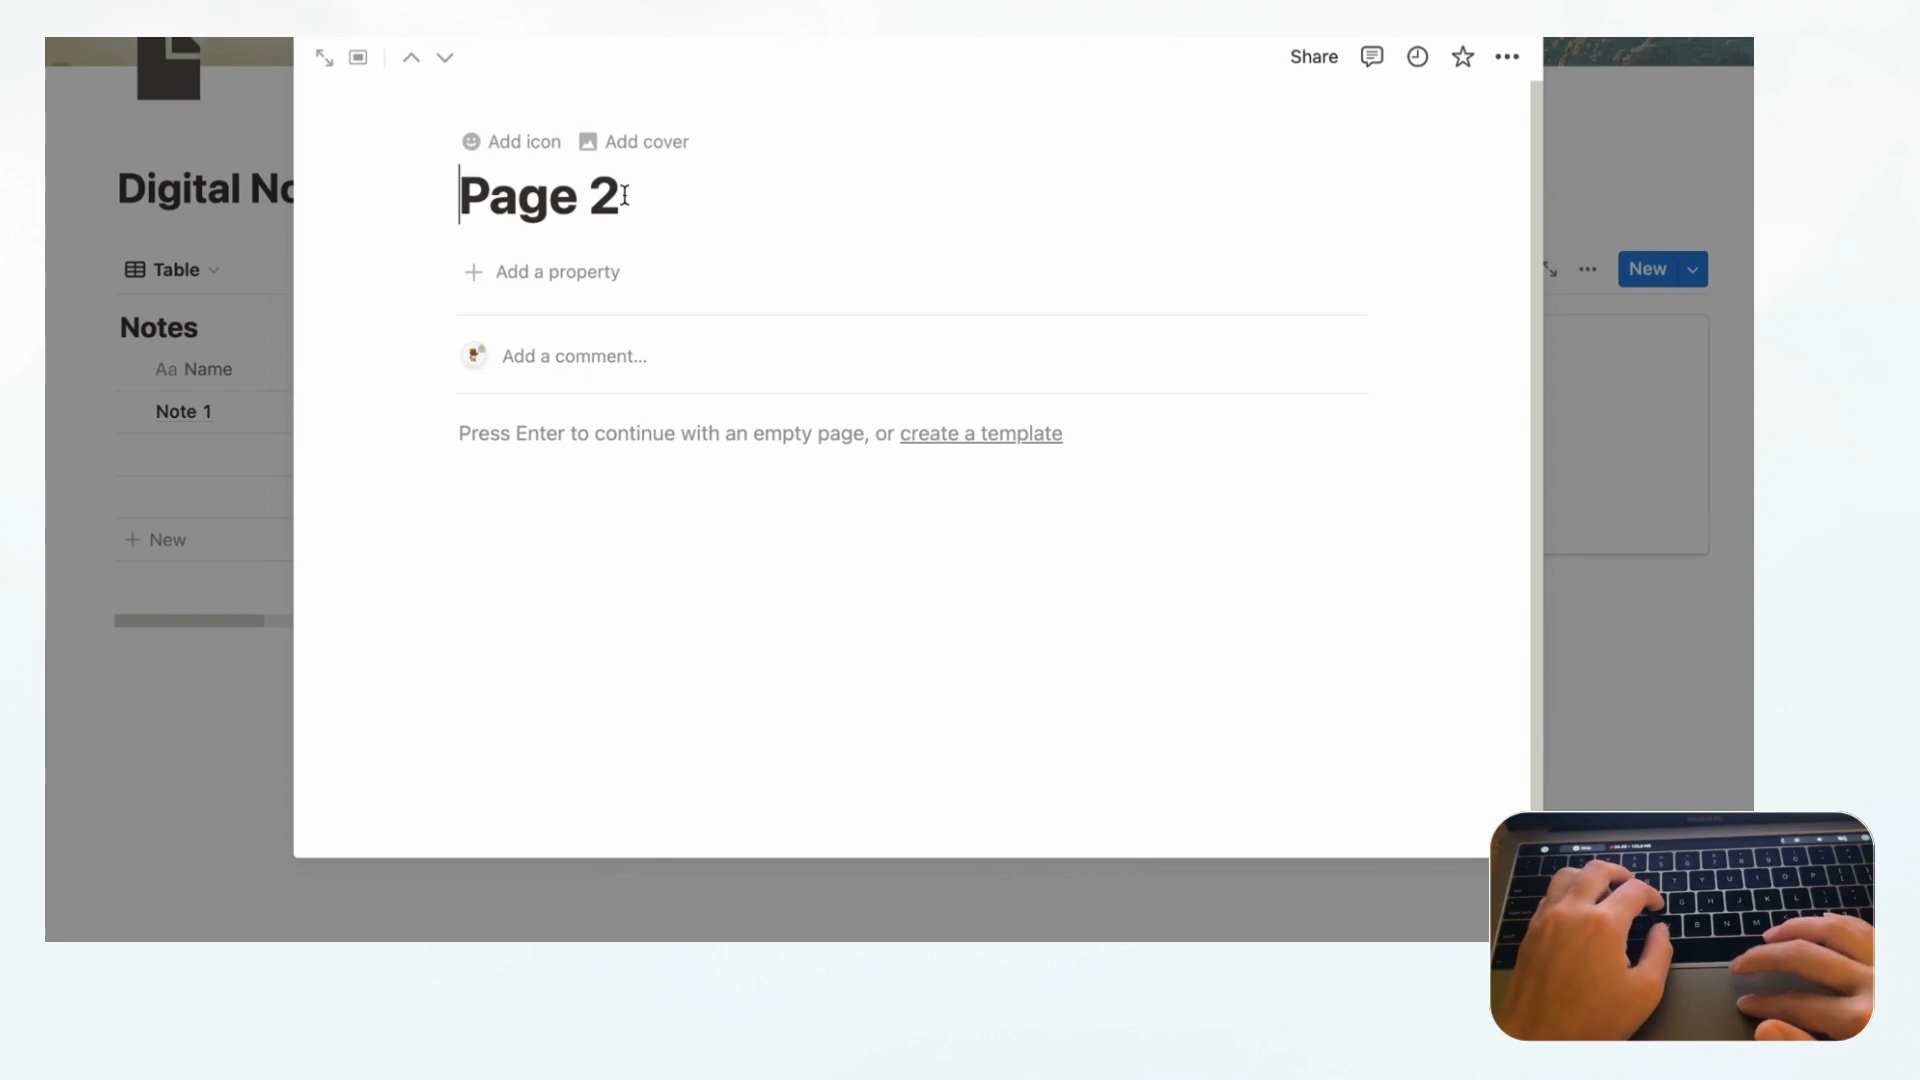 Share
Add icon Add cover
Page 2
Digital No
Add a property
Table
New
Notes
Add a comment...
Aa Name
Note 1
Press Enter to continue with an empty page, or create a template
New